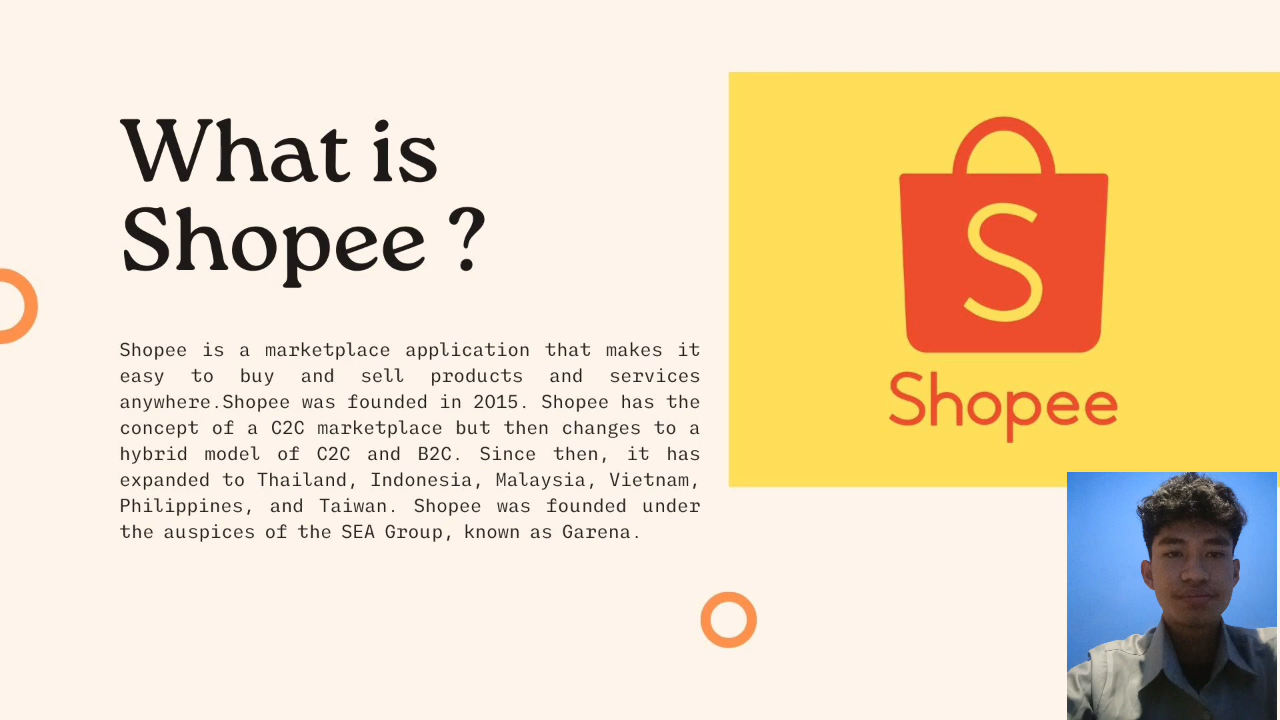 What is
Shopee ?
Shopee is a marketplace application that makes it
easy to buy and sell products and services
anywhere.Shopee was founded in 2015. Shopee has the
concept of a C2C marketplace but then changes to a
hybrid model of C2C and B2C. Since then, it has
expanded to Thailand, Indonesia, Malaysia, Vietnam,
Philippines, and Taiwan. Shopee was founded under
the auspices of the SEA Group, known as Garena.
S
Shopee